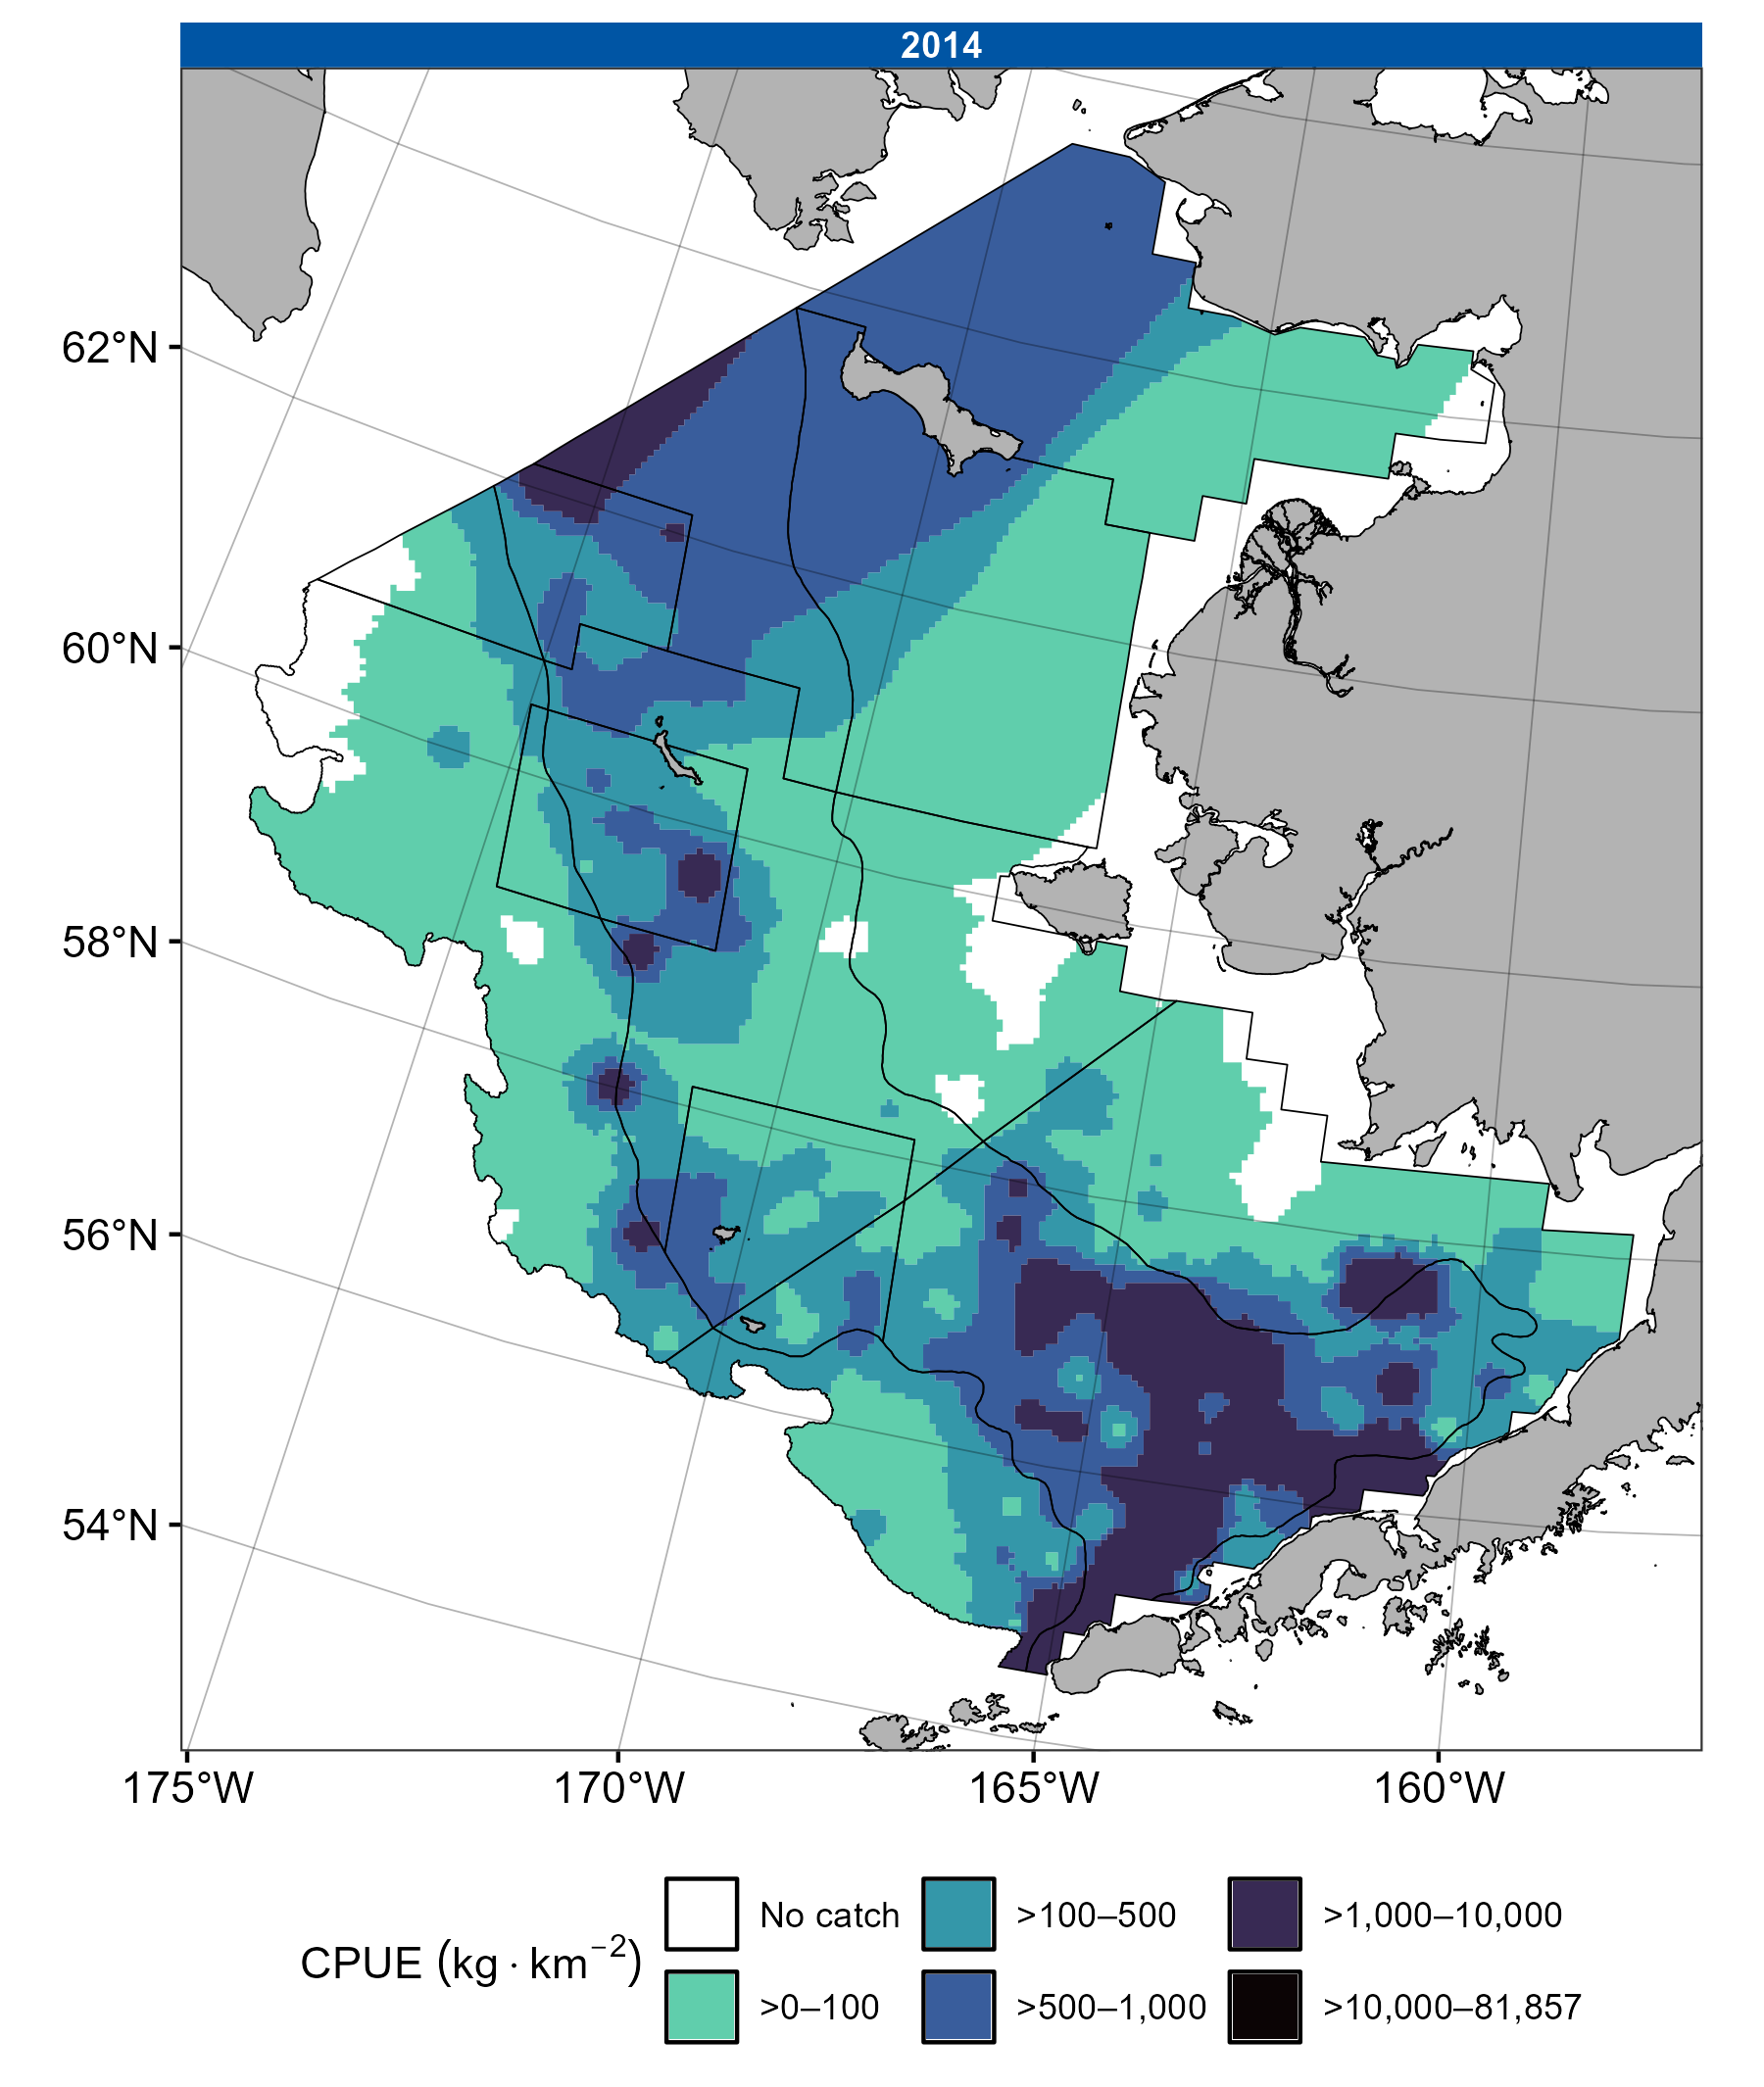 2014
62°N
60°N
58°N
56°N
54°N
175°W 170°W 165°W 160°W
CPUE (kg · km⁻²)
No catch >100–500 >1,000–10,000
>0–100 >500–1,000 >10,000–81,857